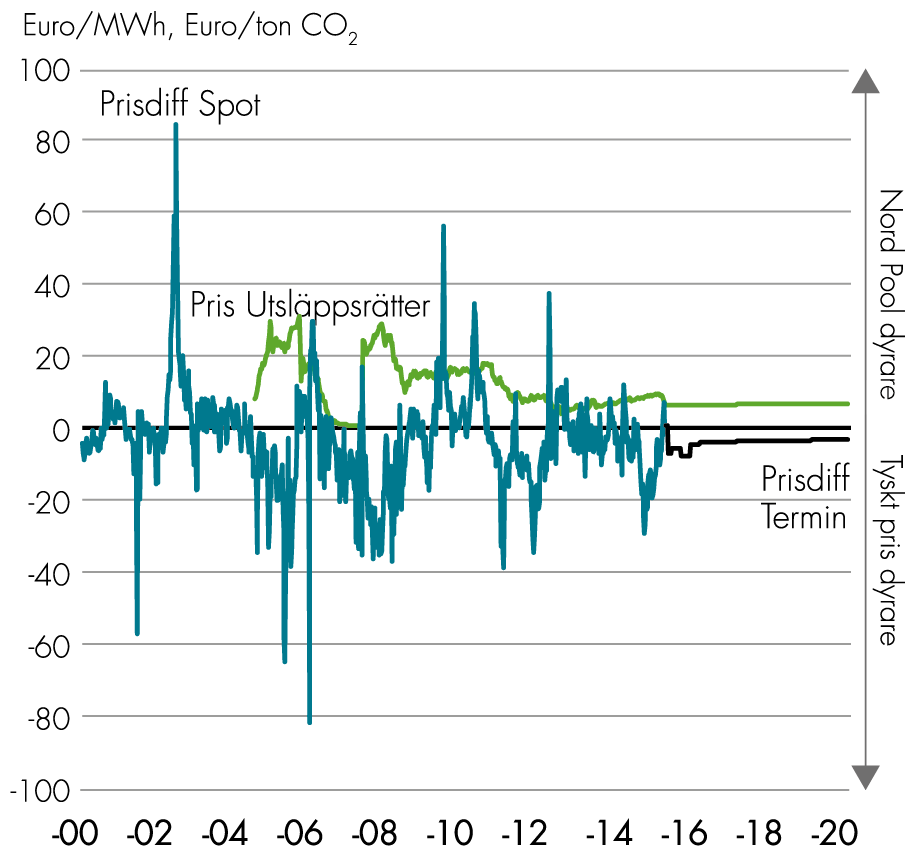 Euro/MWh, Euro/ton CO₂
100
Prisdiff Spot
80
60
40
Pris Utsläppsrätter
20
0
Prisdiff
Termin
-20
-40
-60
-80
-100
-00 -02 -04 -06 -08 -10 -12 -14 -16 -18 -20
Nord Pool dyrare
Tyskt pris dyrare